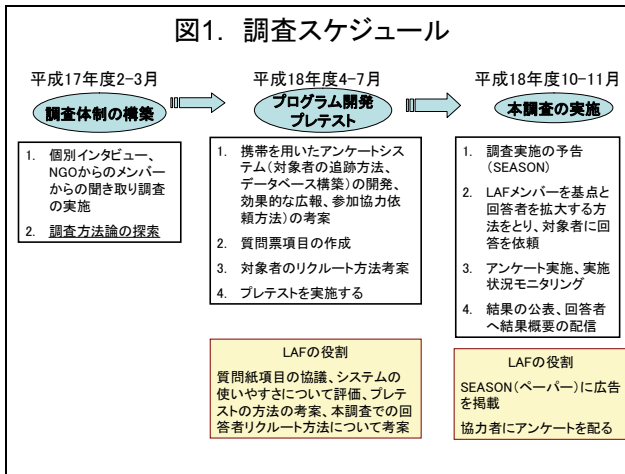 図1. 調査スケジュール
平成17年度2-3月
調査体制の構築
1. 個別インタビュー、
NGOからのメンバー
からの聞き取り調査
の実施
2. 調査方法論の探索
平成18年度4-7月
プログラム開発
プレテスト
1. 携帯を用いたアンケートシス
テム(対象者の追跡方法、
データベース構築)の開発、
効果的な広報、参加協力依
頼方法)の考案
2. 質問票項目の作成
3. 対象者のリクルート方法考案
4. プレテストを実施する
LAFの役割
質問紙項目の協議、システムの
使いやすさについて評価、プレテ
ストの方法の考案、本調査での回
答者リクルート方法について考案
平成18年度10-11月
本調査の実施
1. 調査実施の予告
(SEASON)
2. LAFメンバーを基点と
回答者を拡大する方
法をとり、対象者に回
答を依頼
3. アンケート実施、実施
状況モニタリング
4. 結果の公表、回答者
へ結果概要の配信
LAFの役割
SEASON(ペーパー)に広告
を掲載
協力者にアンケートを配る